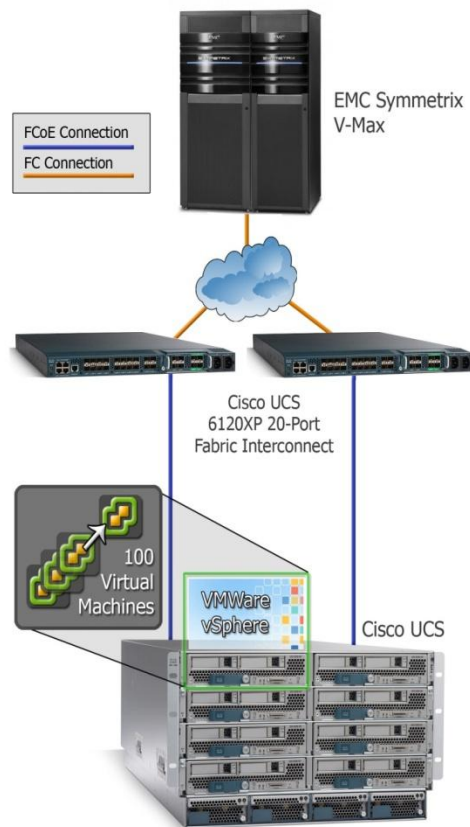 EMC Symmetrix
V-Max
FCoE Connection
FC Connection
Cisco UCS
6120XP 20-Port
Fabric Interconnect
100
Virtual
Machines
VMWare
vSphere
Cisco UCS